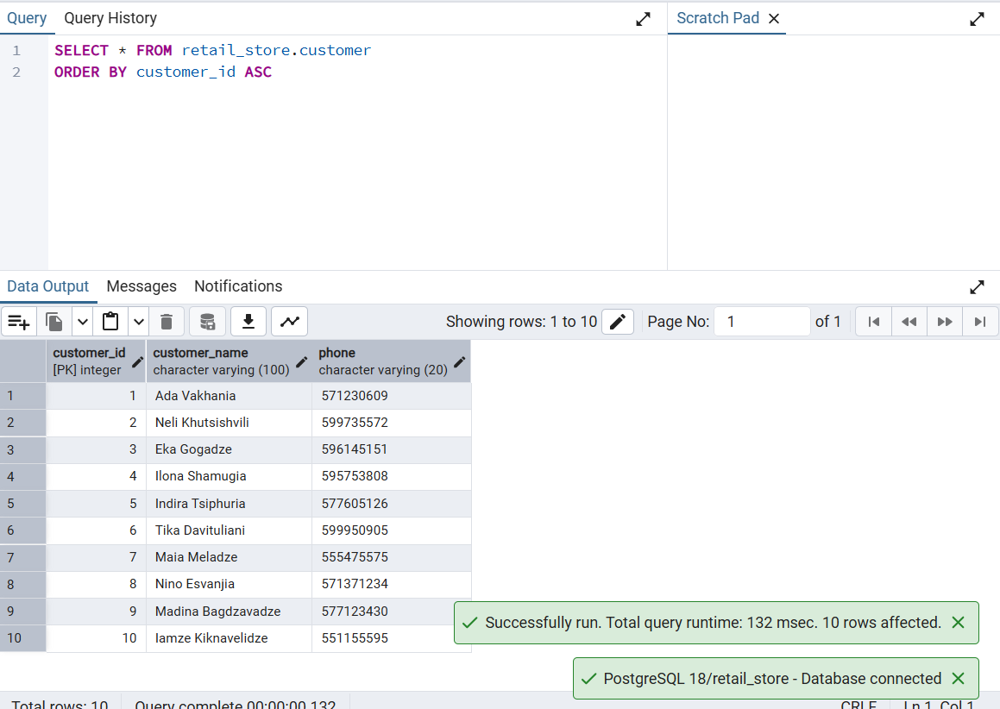 Query Query History Scratch Pad
1 SELECT * FROM retail_store.customer
2 ORDER BY customer_id ASC
Data Output Messages Notifications
Showing rows: 1 to 10 Page No: 1 of 1
customer_id customer_name phone
[PK] integer character varying (100) character varying (20)
1 1 Ada Vakhania 571230609
2 2 Neli Khutsishvili 599735572
3 3 Eka Gogadze 596145151
4 4 Ilona Shamugia 595753808
5 5 Indira Tsiphuria 577605126
6 6 Tika Davituliani 599950905
7 7 Maia Meladze 555475575
8 8 Nino Esvanjia 571371234
9 9 Madina Bagdzavadze 577123430
10 10 Iamze Kiknavelidze 551155595
Successfully run. Total query runtime: 132 msec. 10 rows affected.
PostgreSQL 18/retail_store - Database connected
Total rows: 10 Query complete 00:00:00.132 CRLF Ln 1, Col 1